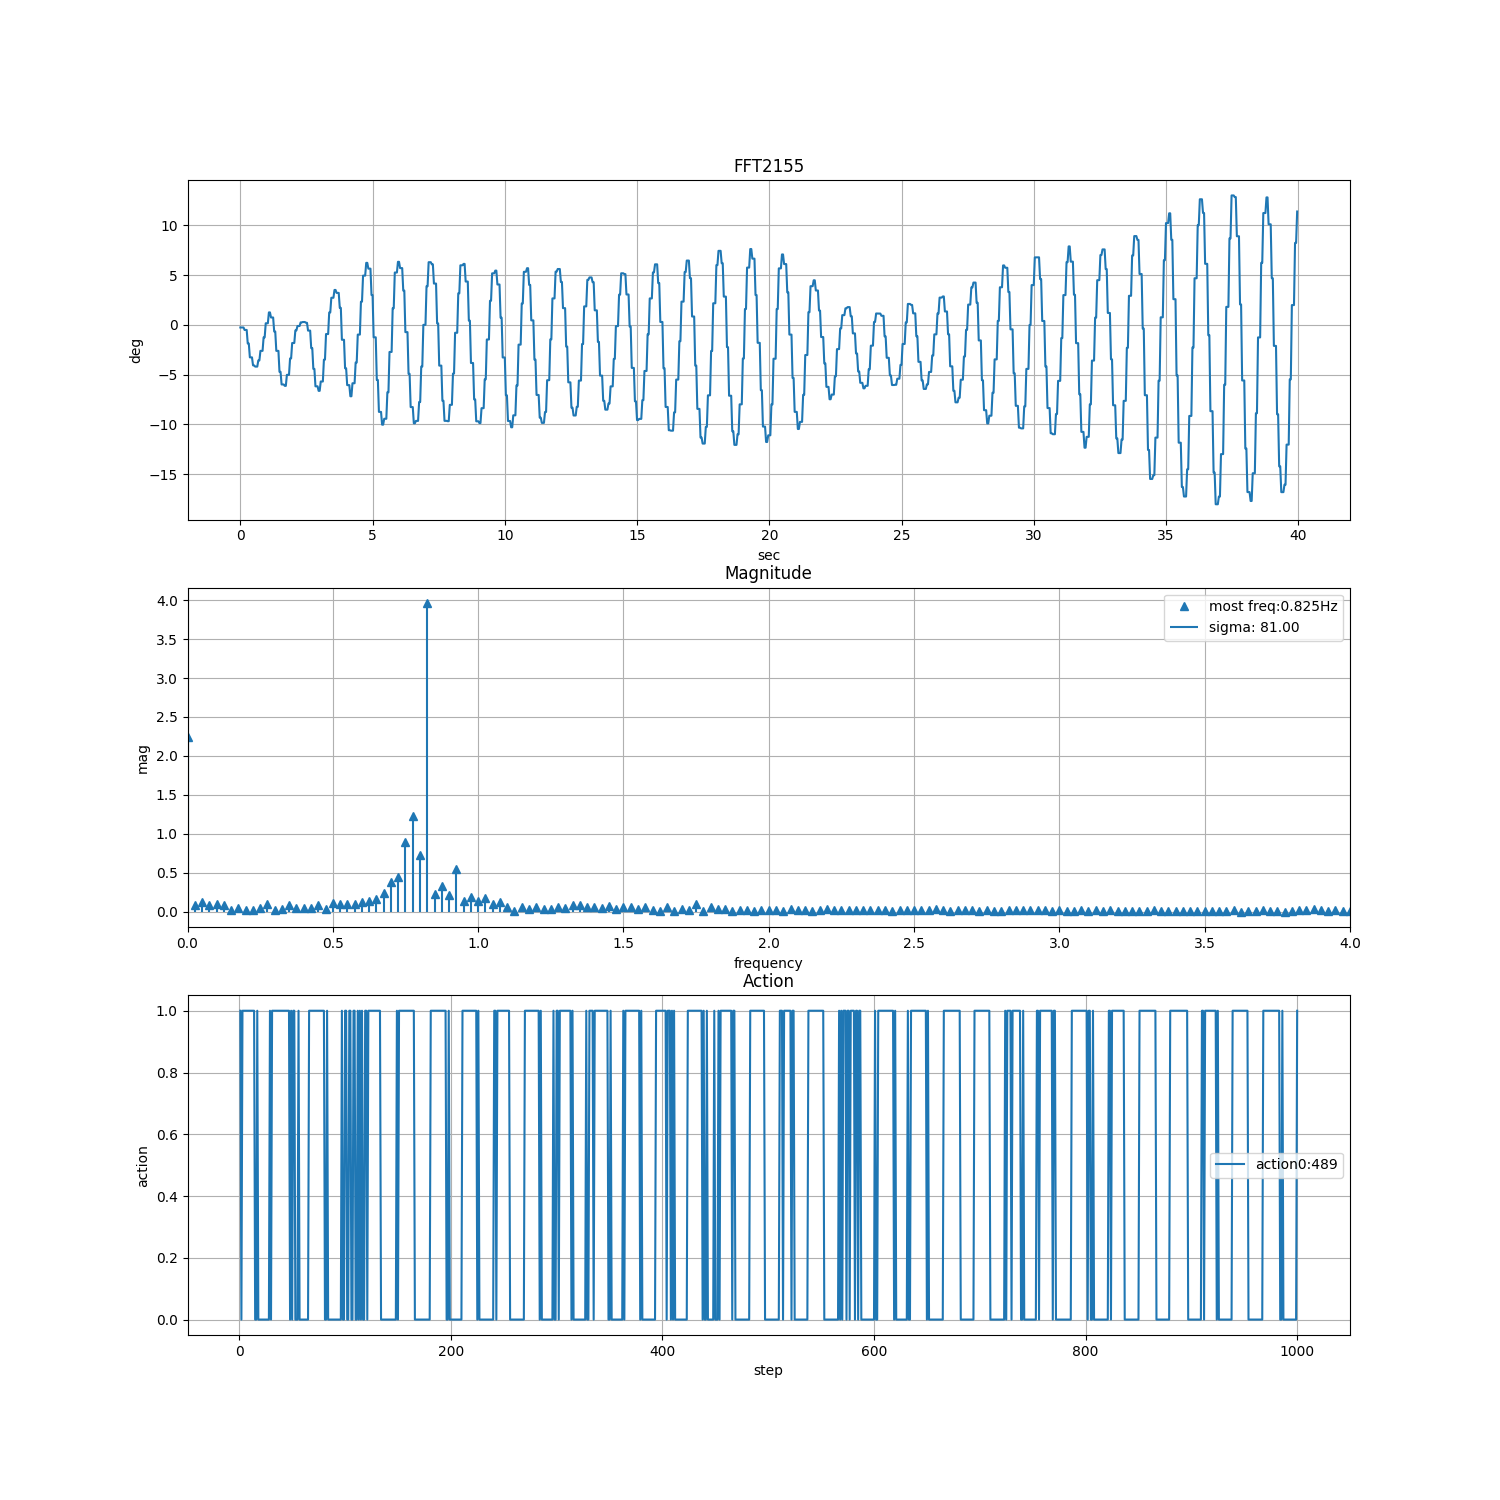 FFT2155
10
5
0
−5
−10
−15
deg
0 5 10 15 20 25 30 35 40
sec
Magnitude
4.0
3.5
3.0
2.5
2.0
1.5
1.0
0.5
0.0
mag
most freq:0.825Hz
sigma: 81.00
0.0 0.5 1.0 1.5 2.0 2.5 3.0 3.5 4.0
frequency
Action
1.0
0.8
0.6
0.4
0.2
0.0
action
action0:489
0 200 400 600 800 1000
step